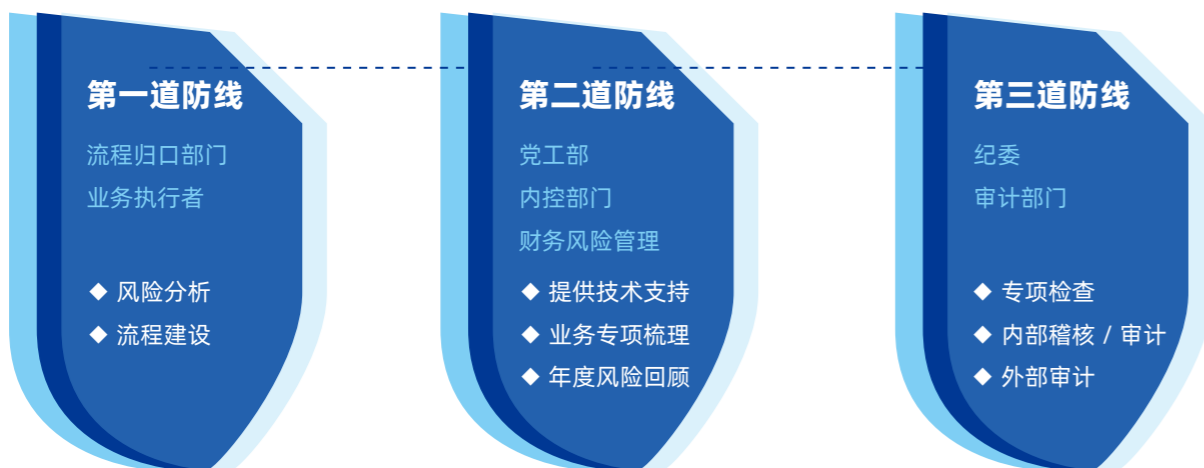 第一道防线
流程归口部门
业务执行者
◆ 风险分析
◆ 流程建设
第二道防线
党工部
内控部门
财务风险管理
◆ 提供技术支持
◆ 业务专项梳理
◆ 年度风险回顾
第三道防线
纪委
审计部门
◆ 专项检查
◆ 内部稽核 / 审计
◆ 外部审计